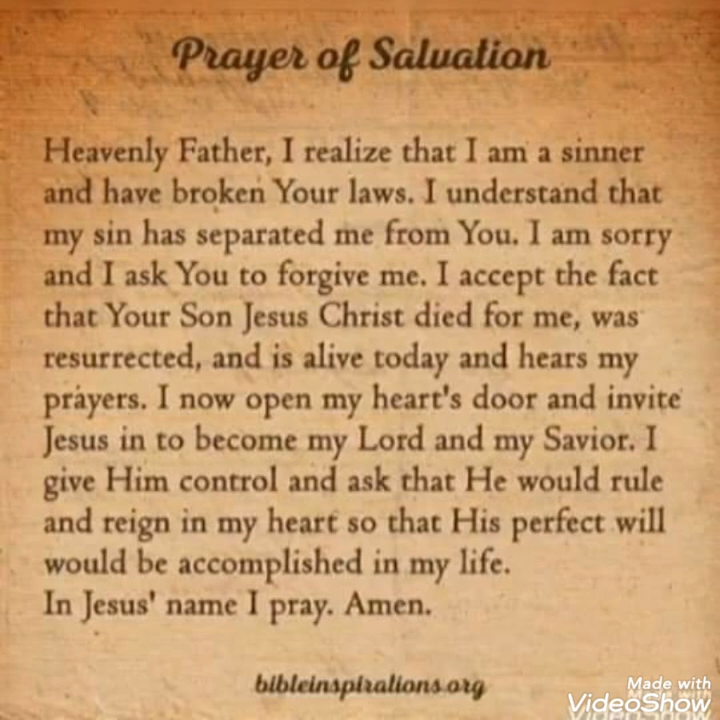 Prayer of Salvation
Heavenly Father, I realize that I am a sinner
and have broken Your laws. I understand that
my sin has separated me from You. I am sorry
and I ask You to forgive me. I accept the fact
that Your Son Jesus Christ died for me, was
resurrected, and is alive today and hears my
prayers. I now open my heart's door and invite
Jesus in to become my Lord and my Savior. I
give Him control and ask that He would rule
and reign in my heart so that His perfect will
would be accomplished in my life.
In Jesus' name I pray. Amen.
bibleinspirations.org
Made with
VideoShow